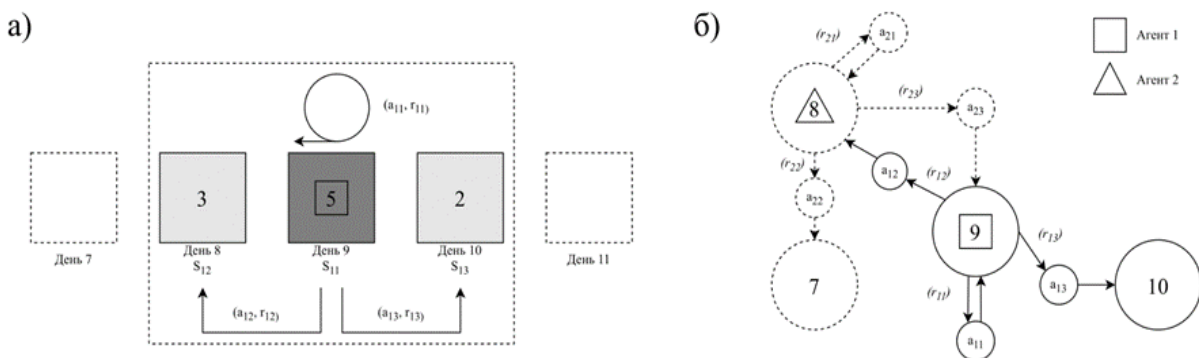 а)
(a11, r11)
3
5
2
День 7
День 8
S12
День 9
S11
День 10
S13
День 11
(a12, r12)
(a13, r13)
б)
(r21)
a21
Агент 1
Агент 2
8
(r23)
a23
(r22)
a12
(r12)
a22
9
(r13)
7
(r11)
a13
10
a11